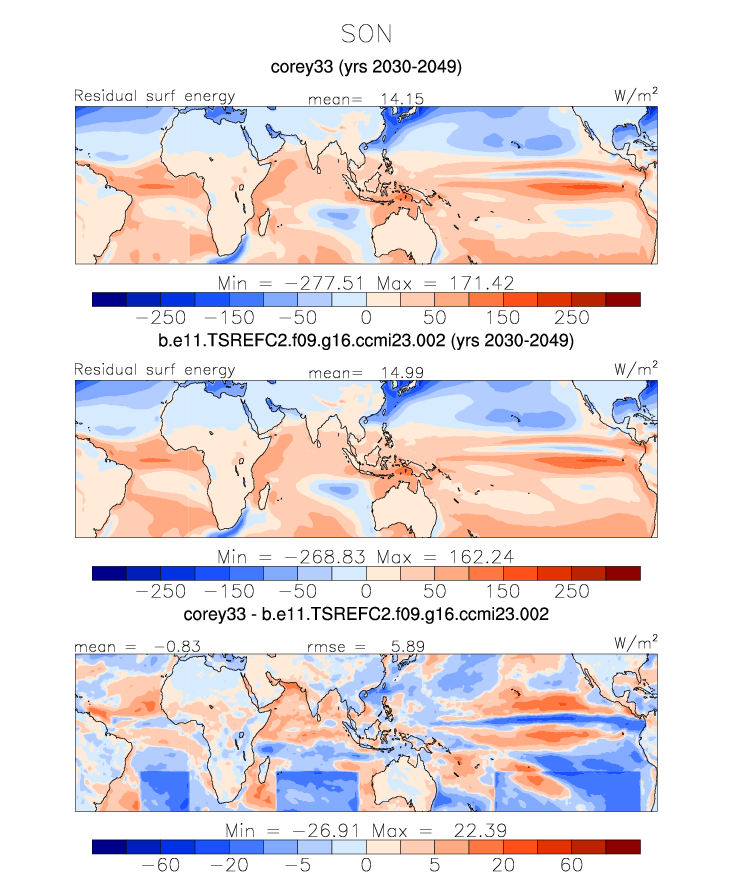 SON
corey33 (yrs 2030-2049)
Residual surf energy mean= 14.15 W/m²
Min = −277.51 Max = 171.42
−250 −150 −50 0 50 150 250
b.e11.TSREFC2.f09.g16.ccmi23.002 (yrs 2030-2049)
Residual surf energy mean= 14.99 W/m²
Min = −268.83 Max = 162.24
−250 −150 −50 0 50 150 250
corey33 - b.e11.TSREFC2.f09.g16.ccmi23.002
mean = −0.83 rmse = 5.89 W/m²
Min = −26.91 Max = 22.39
−60 −20 −5 0 5 20 60